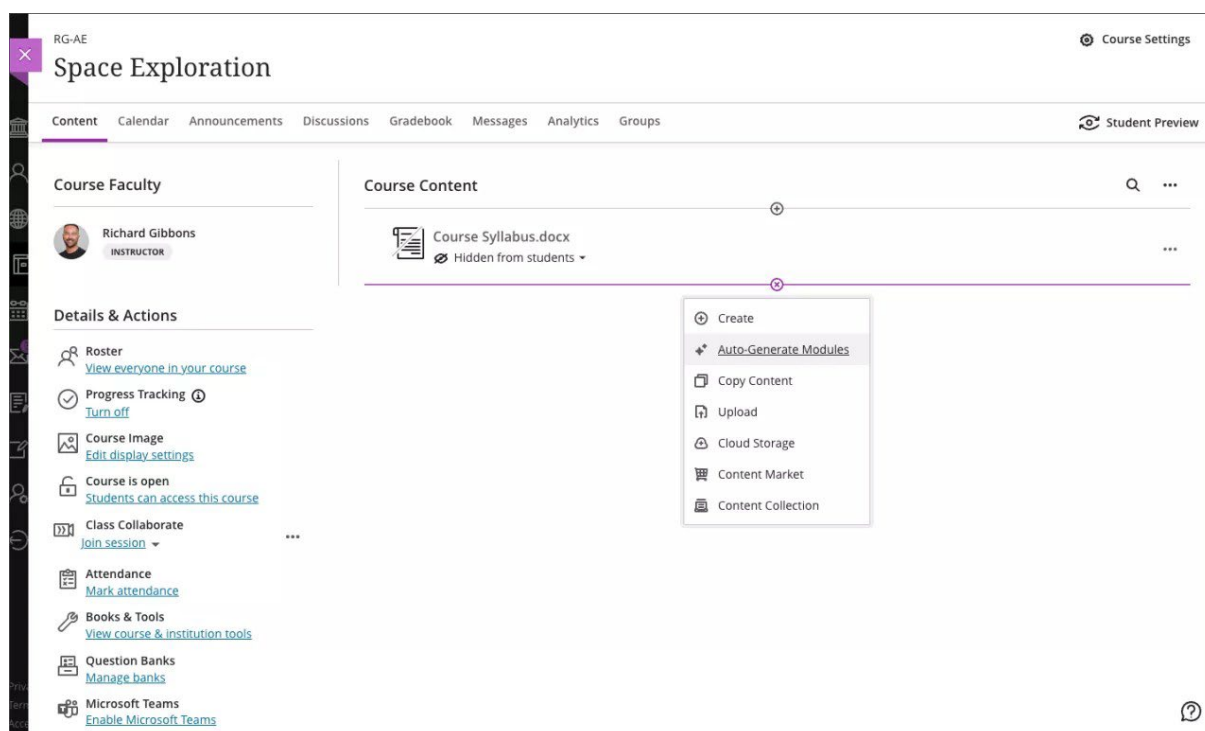 RG-AE
Space Exploration
Course Settings
Content Calendar Announcements Discussions Gradebook Messages Analytics Groups
Student Preview
Course Faculty
Richard Gibbons
INSTRUCTOR
Details & Actions
Roster
View everyone in your course
Progress Tracking
Turn off
Course Image
Edit display settings
Course is open
Students can access this course
Class Collaborate
Join session
Attendance
Mark attendance
Books & Tools
View course & institution tools
Question Banks
Manage banks
Microsoft Teams
Enable Microsoft Teams
Course Content
Course Syllabus.docx
Hidden from students
Create
Auto-Generate Modules
Copy Content
Upload
Cloud Storage
Content Market
Content Collection